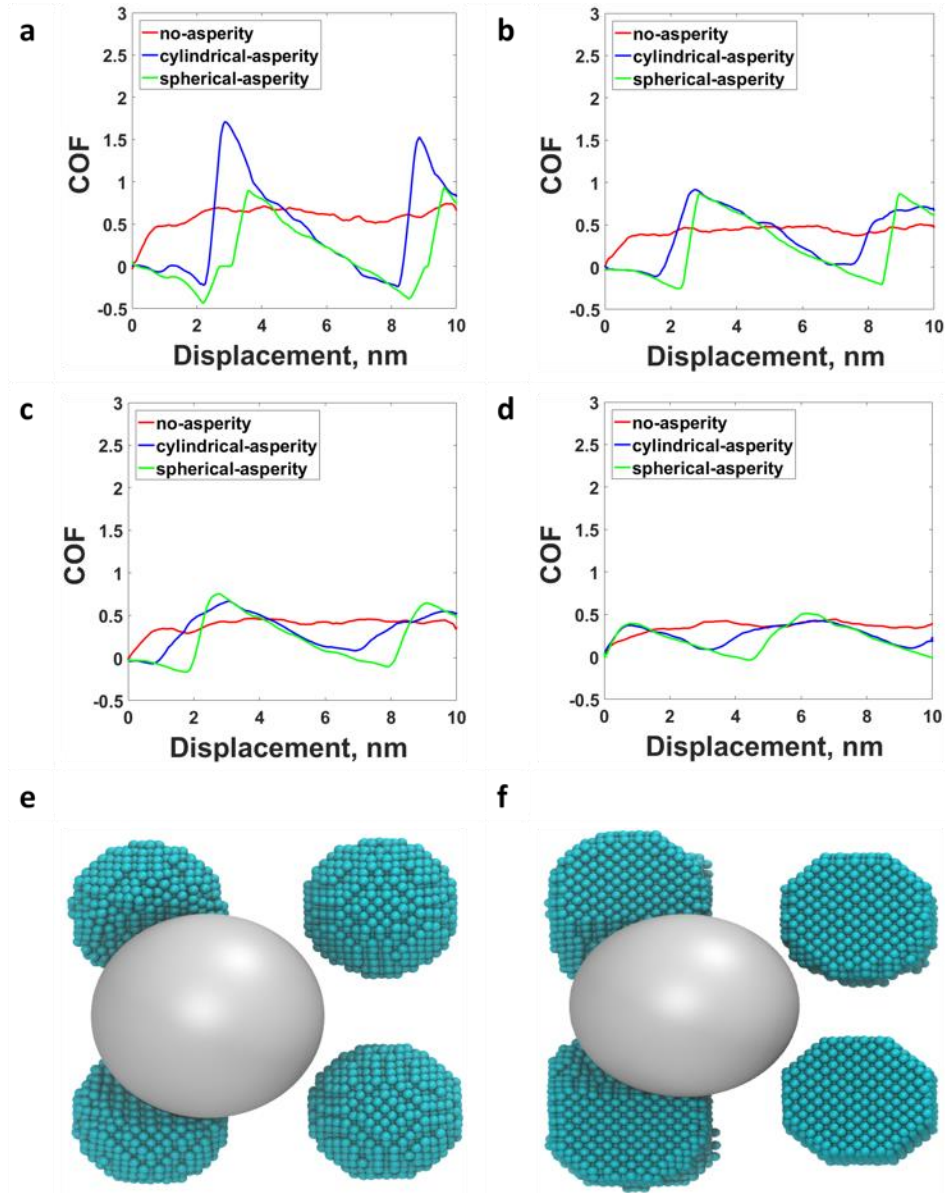 a
3
2.5
2
1.5
1
0.5
0
-0.5
COF
no-asperity
cylindrical-asperity
spherical-asperity
0 2 4 6 8 10
Displacement, nm
b
3
2.5
2
1.5
1
0.5
0
-0.5
COF
no-asperity
cylindrical-asperity
spherical-asperity
0 2 4 6 8 10
Displacement, nm
c
3
2.5
2
1.5
1
0.5
0
-0.5
COF
no-asperity
cylindrical-asperity
spherical-asperity
0 2 4 6 8 10
Displacement, nm
d
3
2.5
2
1.5
1
0.5
0
-0.5
COF
no-asperity
cylindrical-asperity
spherical-asperity
0 2 4 6 8 10
Displacement, nm
e
f